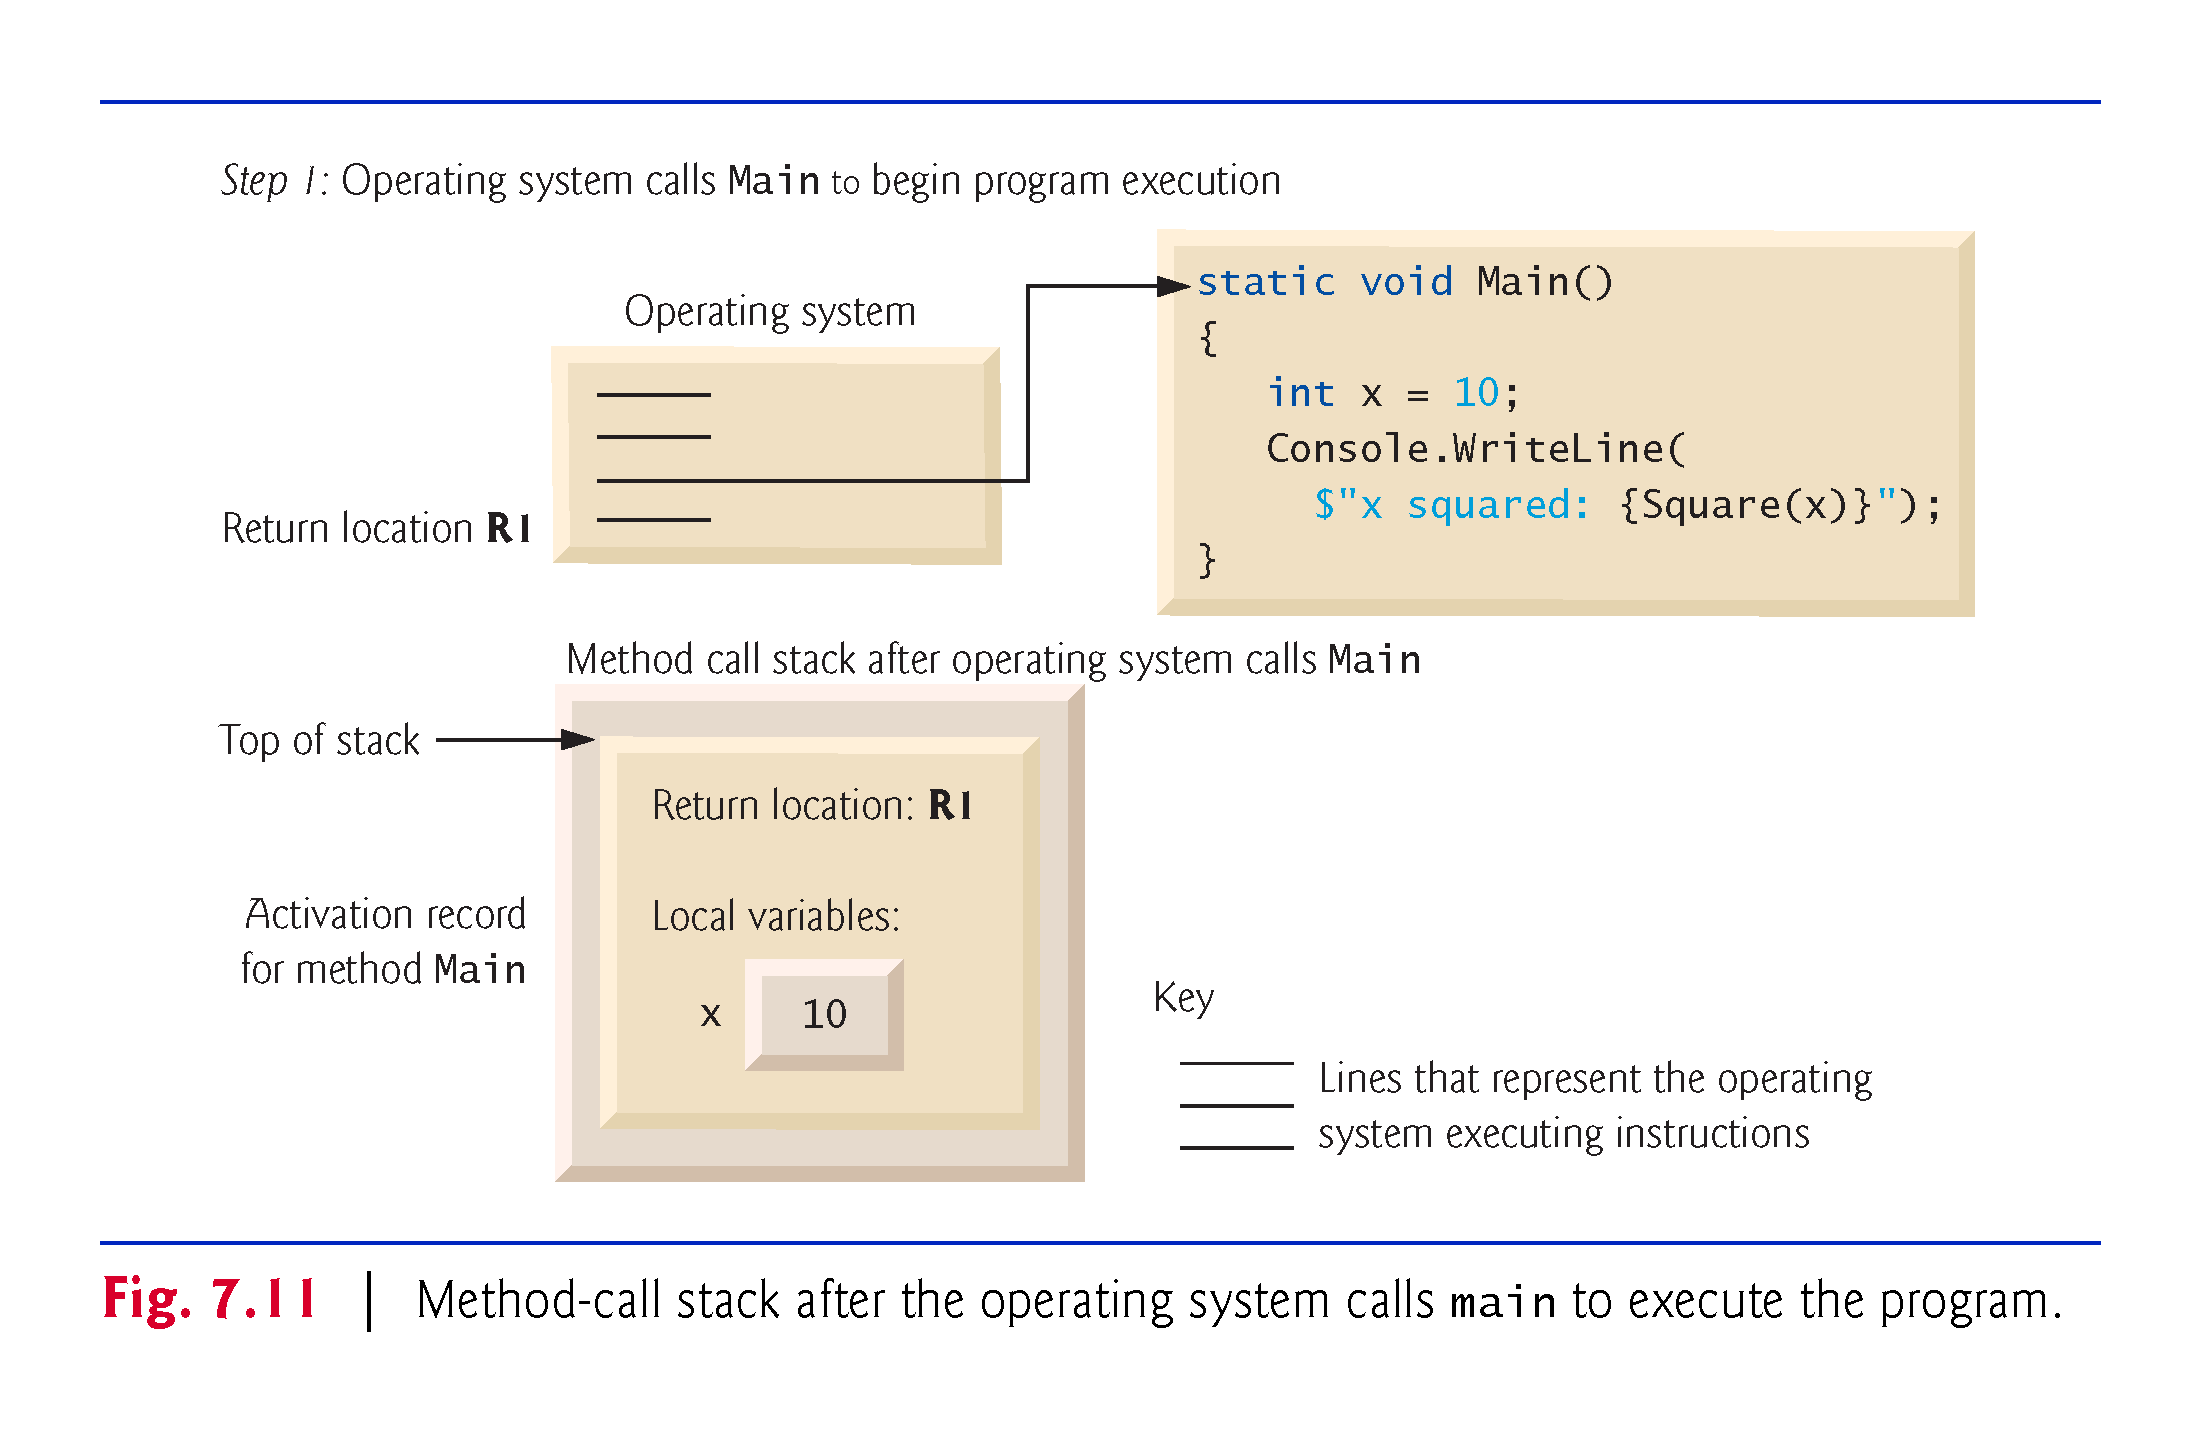 Step 1: Operating system calls Main to begin program execution
Operating system
Return location R1
static void Main()
{
int x = 10;
Console.WriteLine(
$"x squared: {Square(x)}");
}
Method call stack after operating system calls Main
Top of stack
Return location: R1
Activation record
for method Main
Local variables:
x 10
Key
Lines that represent the operating
system executing instructions
Fig. 7.11 | Method-call stack after the operating system calls main to execute the program.